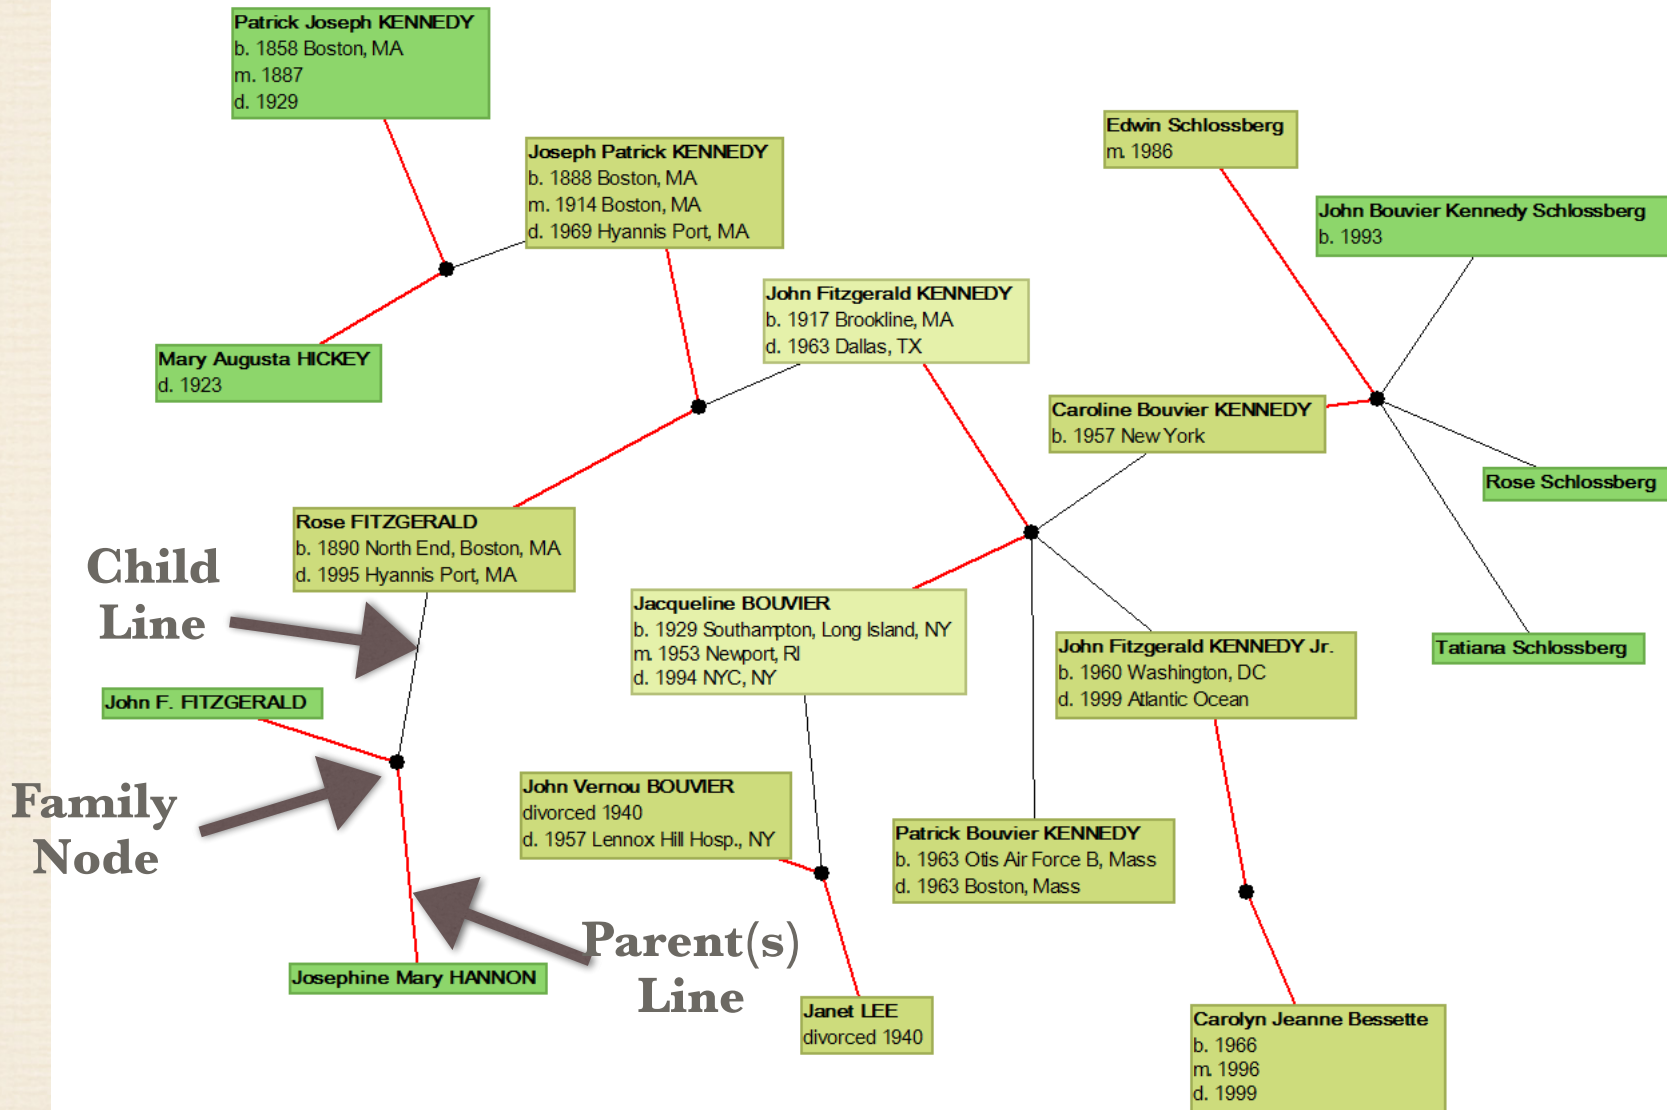 Patrick Joseph KENNEDY
b. 1858 Boston, MA
m. 1887
d. 1929
Joseph Patrick KENNEDY
b. 1888 Boston, MA
m. 1914 Boston, MA
d. 1969 Hyannis Port, MA
Edwin Schlossberg
m. 1986
John Bouvier Kennedy Schlossberg
b. 1993
John Fitzgerald KENNEDY
b. 1917 Brookline, MA
d. 1963 Dallas, TX
Mary Augusta HICKEY
d. 1923
Caroline Bouvier KENNEDY
b. 1957 New York
Rose Schlossberg
Rose FITZGERALD
b. 1890 North End, Boston, MA
d. 1995 Hyannis Port, MA
Child
Line
Jacqueline BOUVIER
b. 1929 Southampton, Long Island, NY
m. 1953 Newport, RI
d. 1994 NYC, NY
John Fitzgerald KENNEDY Jr.
b. 1960 Washington, DC
d. 1999 Atlantic Ocean
Tatiana Schlossberg
John F. FITZGERALD
Family
Node
John Vernou BOUVIER
divorced 1940
d. 1957 Lennox Hill Hosp., NY
Patrick Bouvier KENNEDY
b. 1963 Otis Air Force B, Mass
d. 1963 Boston, Mass
Parent(s)
Line
Josephine Mary HANNON
Janet LEE
divorced 1940
Carolyn Jeanne Bessette
b. 1966
m. 1996
d. 1999